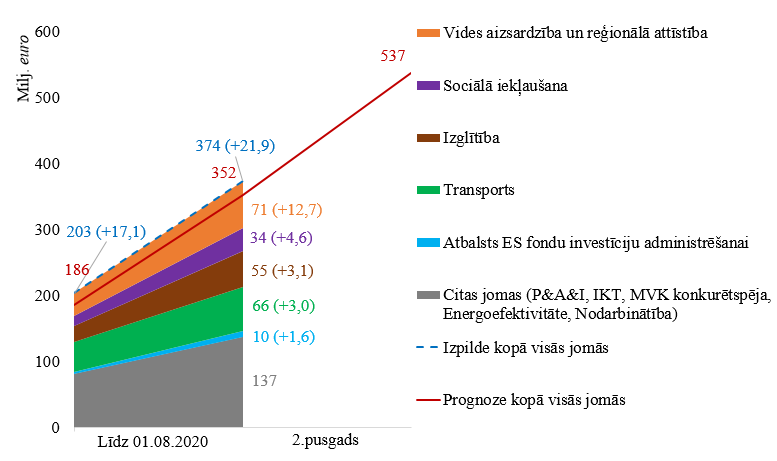 Milj. euro
600
500
400
300
200
100
0
537
374 (+21,9)
352
203 (+17,1)
186
71 (+12,7)
34 (+4,6)
55 (+3,1)
66 (+3,0)
10 (+1,6)
137
Līdz 01.08.2020
2.pusgads
Vides aizsardzība un reģionālā attīstība
Sociālā iekļaušana
Izglītība
Transports
Atbalsts ES fondu investīciju administrēšanai
Citas jomas (P&A&I, IKT, MVK konkurētspēja,
Energoefektivitāte, Nodarbinātība)
Izpilde kopā visās jomās
Prognoze kopā visās jomās